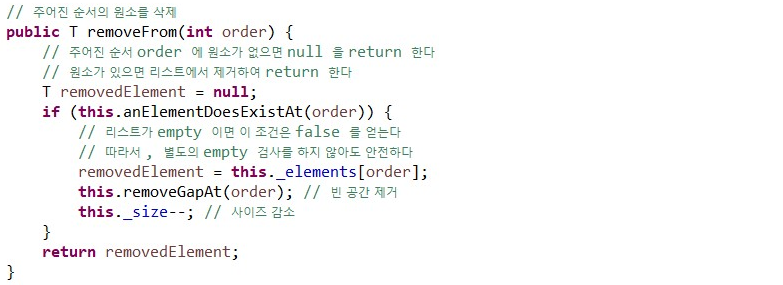 // 주어진 순서의 원소를 삭제
public T removeFrom(int order) {
// 주어진 순서 order 에 원소가 없으면 null 을 return 한다
// 원소가 있으면 리스트에서 제거하여 return 한다
T removedElement = null;
if (this.anElementDoesExistAt(order)) {
// 리스트가 empty 이면 이 조건은 false 를 얻는다
// 따라서 , 별도의 empty 검사를 하지 않아도 안전하다
removedElement = this._elements[order];
this.removeGapAt(order); // 빈 공간 제거
this._size--; // 사이즈 감소
}
return removedElement;
}